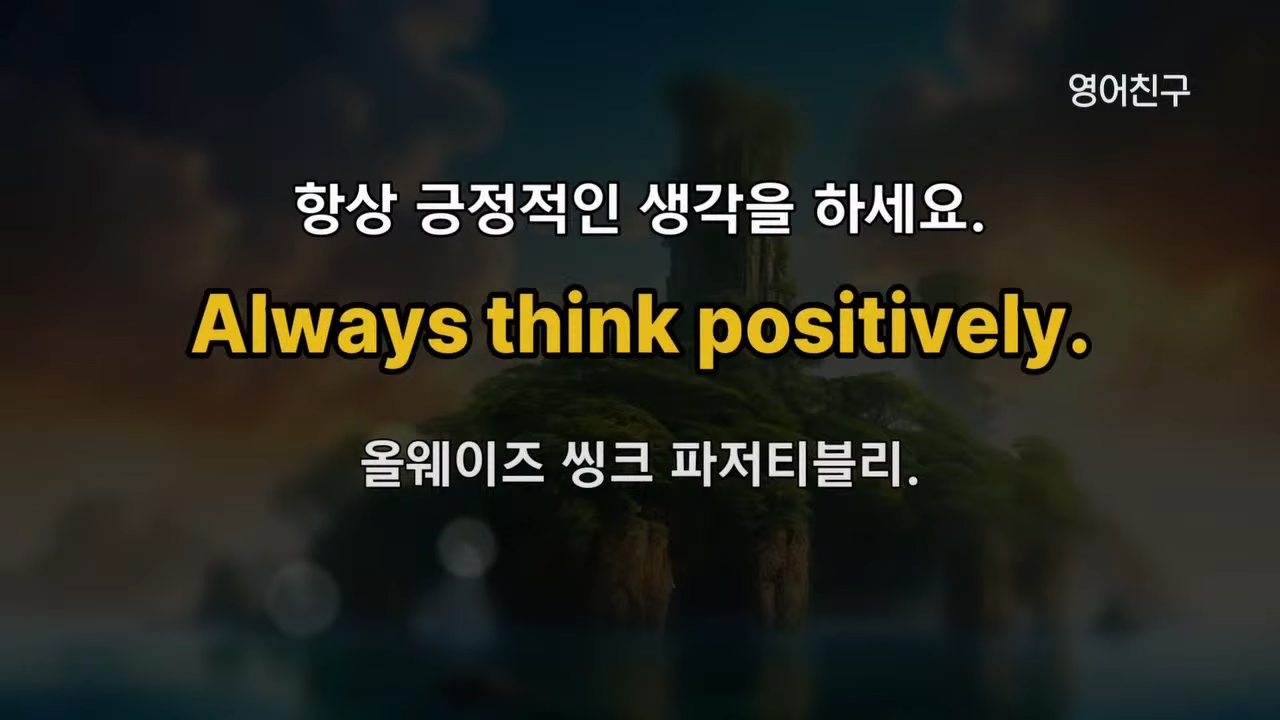 영어친구
항상 긍정적인 생각을 하세요.
Always think positively.
올웨이즈 씽크 파저티블리.